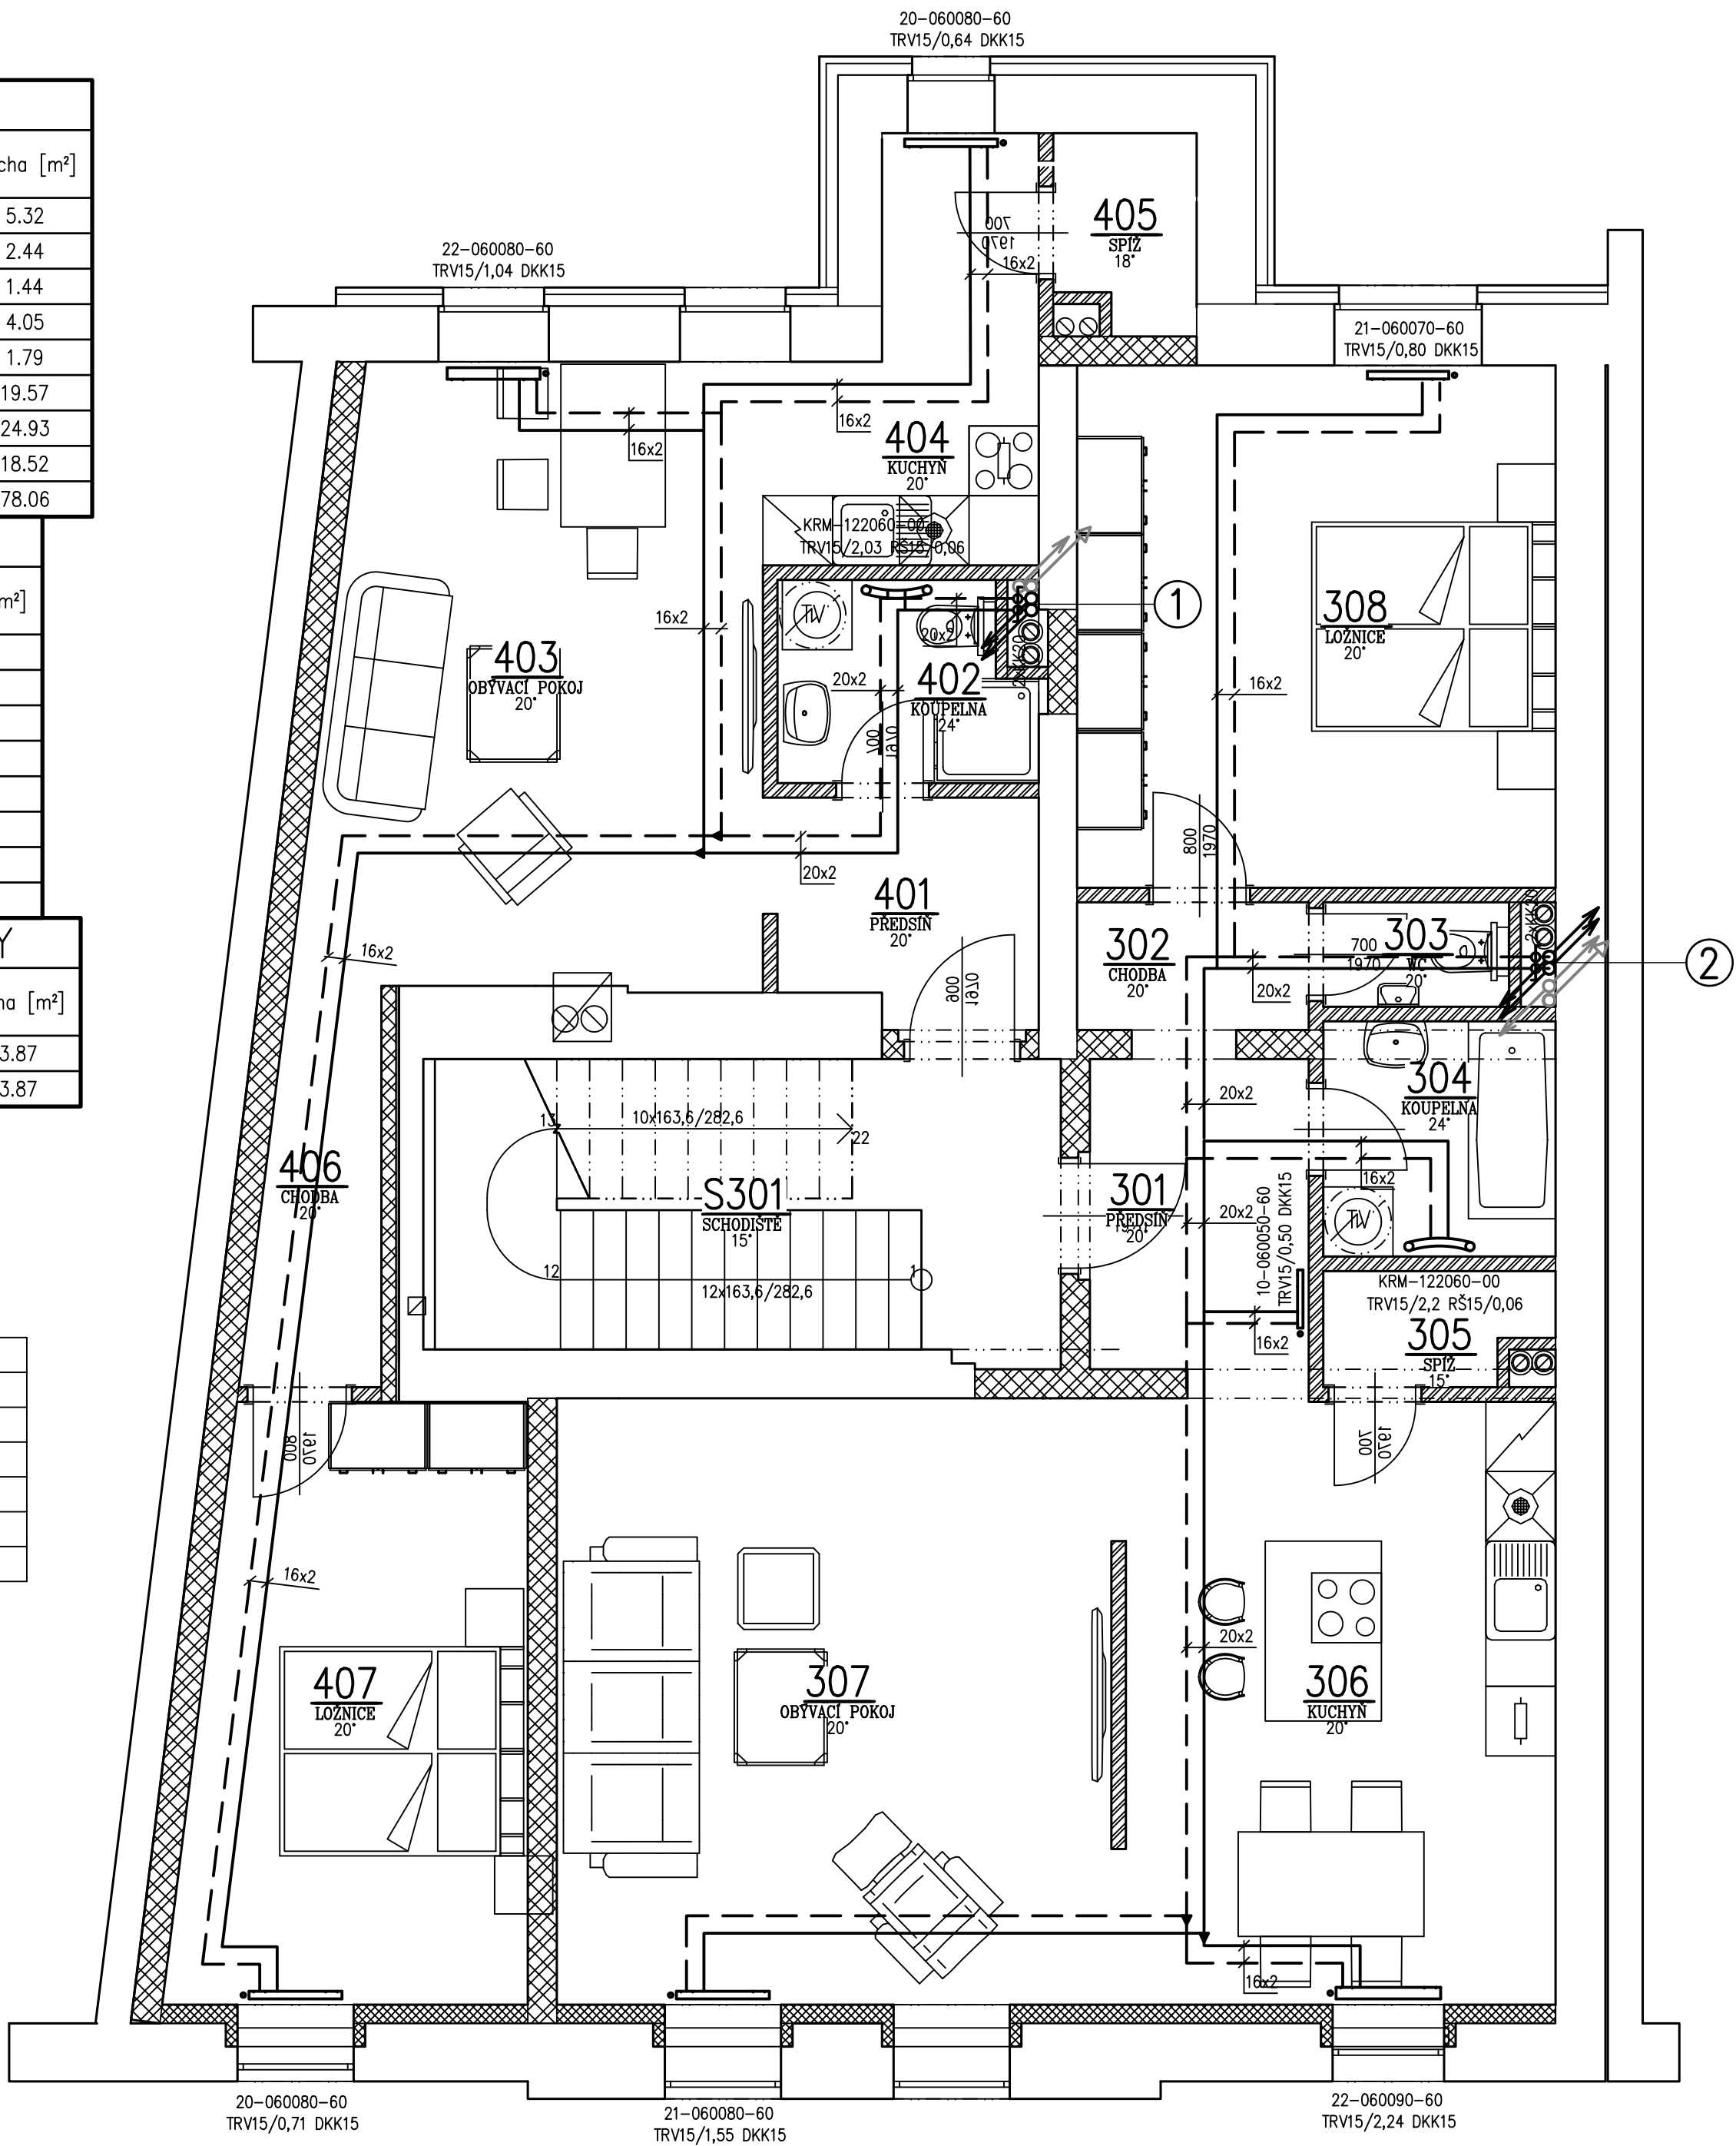 20-060080-60
TRV15/0,64 DKK15
cha [m²]
5.32
2.44
1.44
4.05
1.79
19.57
24.93
18.52
78.06
m²]
Y
na [m²]
3.87
3.87
22-060080-60
TRV15/1,04 DKK15
405
SPÍŽ
18°
700
1970
16x2
21-060070-60
TRV15/0,80 DKK15
16x2
16x2
404
KUCHYŇ
20°
KRM-122060-00
TRV15/2,03 RŠ15/0,06
1
TW
20x2
2xKK20
16x2
308
LOŽNICE
20°
403
OBÝVACÍ POKOJ
20°
20x2
402
KOUPELNA
24°
16x2
700
1970
800
1970
20x2
401
PŘEDSÍŇ
20°
2xKK20
16x2
302
CHODBA
20°
700
1970
303
WC
20°
2
900
1970
20x2
304
KOUPELNA
24°
20x2
13
10x163,6/282,6
22
406
CHODBA
20°
S301
SCHODIŠTĚ
15°
301
PŘEDSÍŇ
20°
16x2
20x2
10-060050-60
TRV15/0,50 DKK15
TW
12
12x163,6/282,6
1
KRM-122060-00
TRV15/2,2 RŠ15/0,06
16x2
305
SPÍŽ
15°
800
1970
700
1970
16x2
20x2
407
LOŽNICE
20°
307
OBÝVACÍ POKOJ
20°
306
KUCHYŇ
20°
16x2
20-060080-60
TRV15/0,71 DKK15
21-060080-60
TRV15/1,55 DKK15
22-060090-60
TRV15/2,24 DKK15